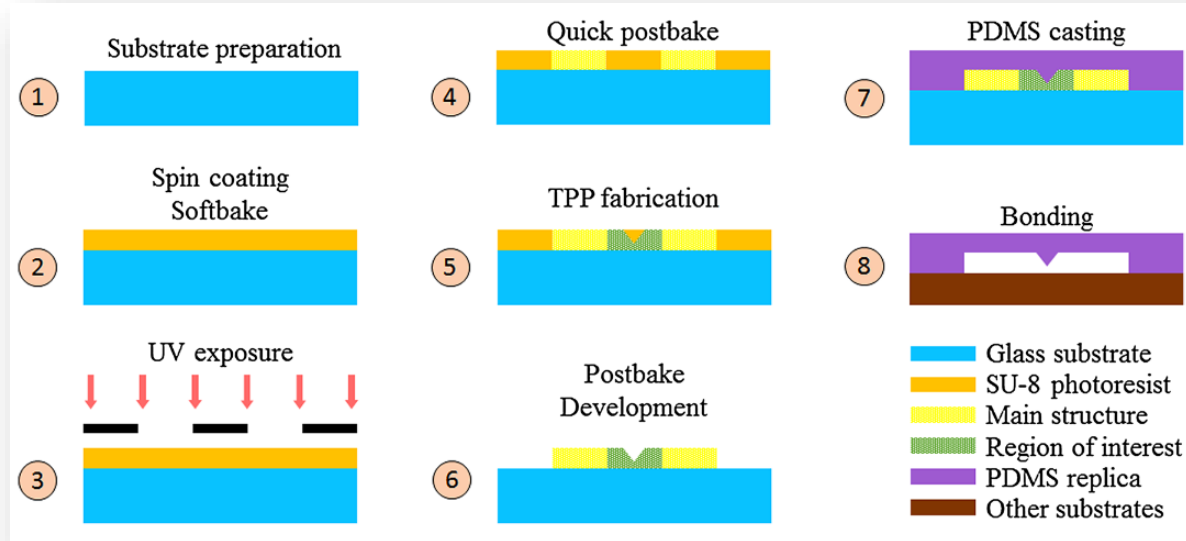 Substrate preparation
1
Spin coating
Softbake
2
UV exposure
3
Quick postbake
4
TPP fabrication
5
Postbake
Development
6
PDMS casting
7
Bonding
8
Glass substrate
SU-8 photoresist
Main structure
Region of interest
PDMS replica
Other substrates